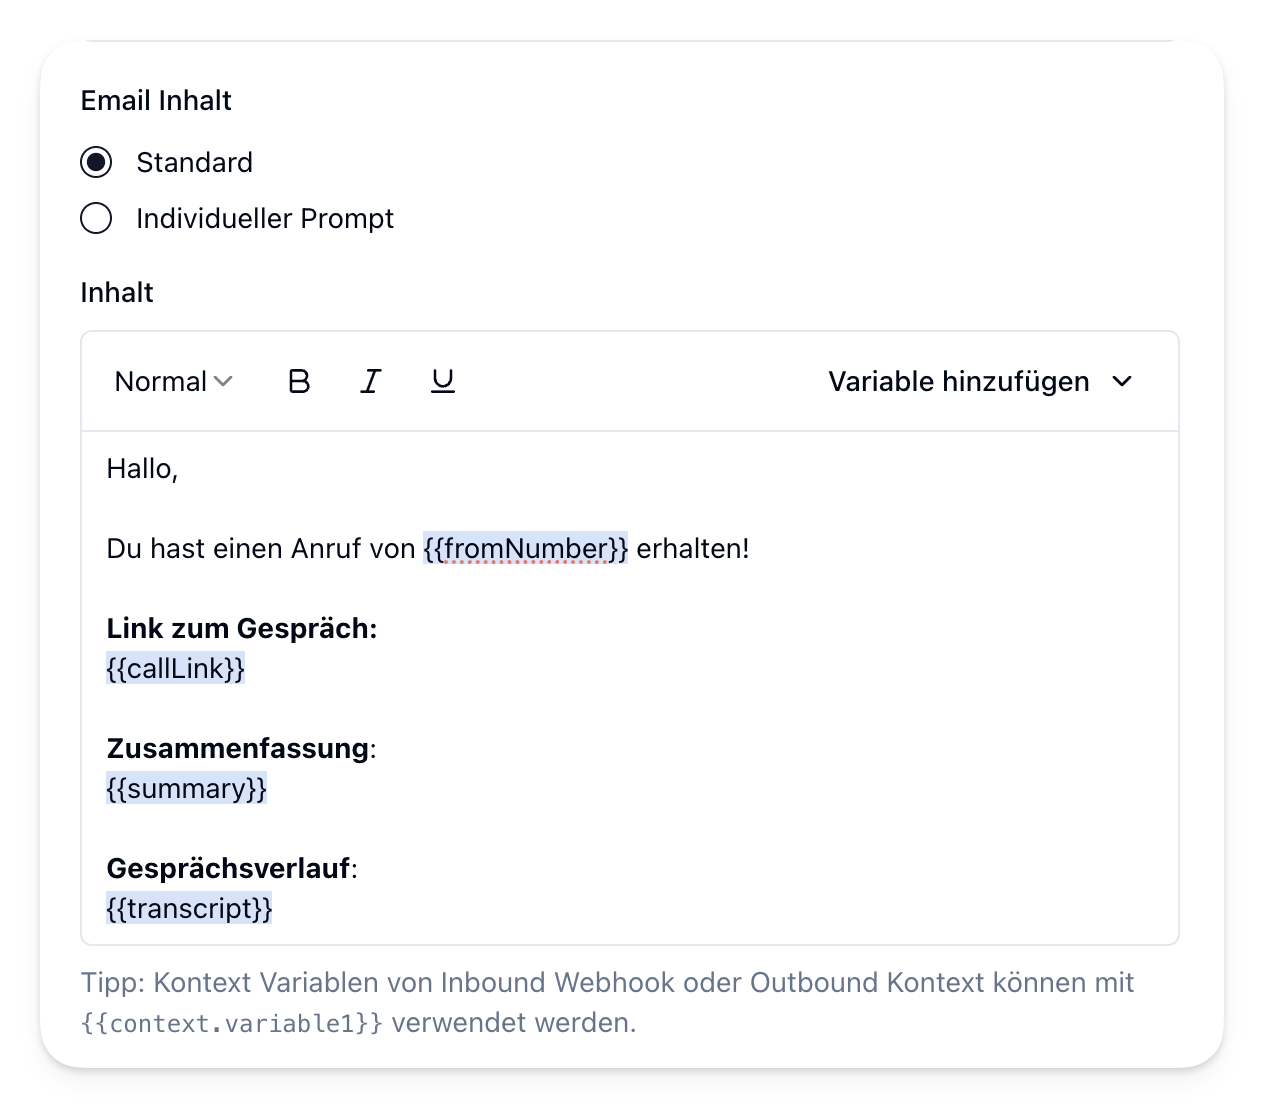 Email Inhalt
Standard
Individueller Prompt
Inhalt
Normal B I U Variable hinzufügen
Hallo,
Du hast einen Anruf von {{fromNumber}} erhalten!
Link zum Gespräch:
{{callLink}}
Zusammenfassung:
{{summary}}
Gesprächsverlauf:
{{transcript}}
Tipp: Kontext Variablen von Inbound Webhook oder Outbound Kontext können mit
{{context.variable1}} verwendet werden.